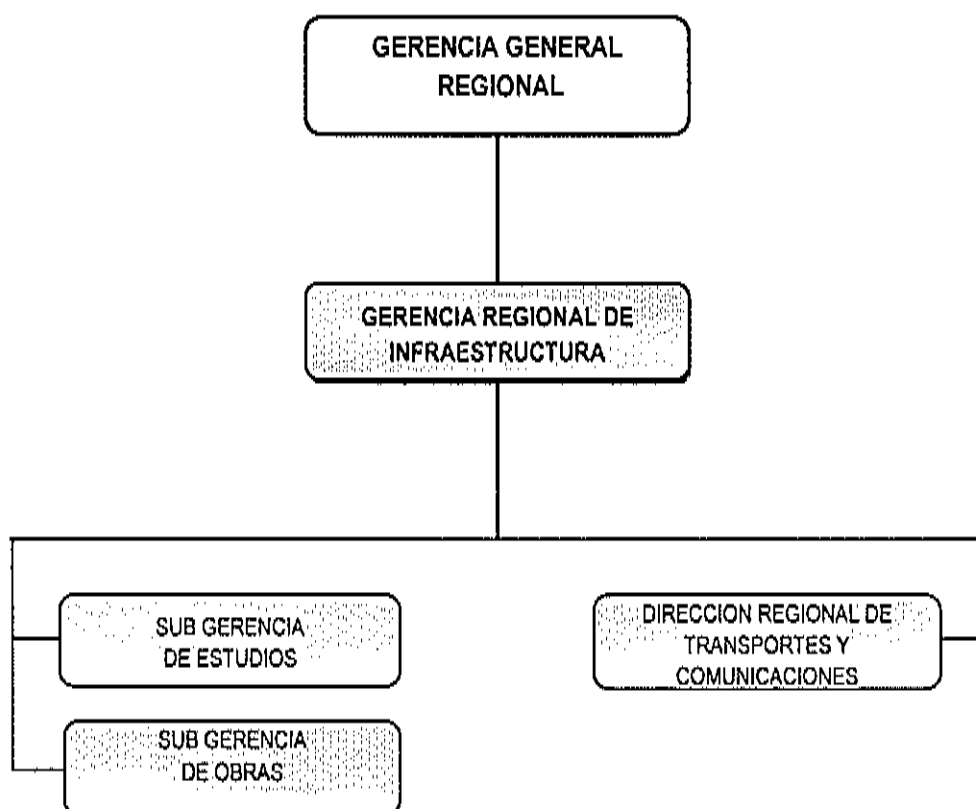 GERENCIA GENERAL
REGIONAL
GERENCIA REGIONAL DE
INFRAESTRUCTURA
SUB GERENCIA
DE ESTUDIOS
SUB GERENCIA
DE OBRAS
DIRECCION REGIONAL DE
TRANSPORTES Y
COMUNICACIONES